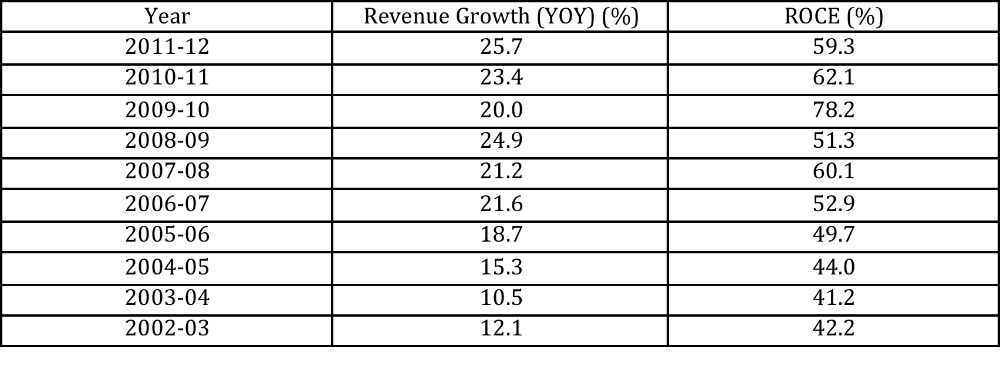 Year Revenue Growth (YOY) (%) ROCE (%)
2011-12 25.7 59.3
2010-11 23.4 62.1
2009-10 20.0 78.2
2008-09 24.9 51.3
2007-08 21.2 60.1
2006-07 21.6 52.9
2005-06 18.7 49.7
2004-05 15.3 44.0
2003-04 10.5 41.2
2002-03 12.1 42.2